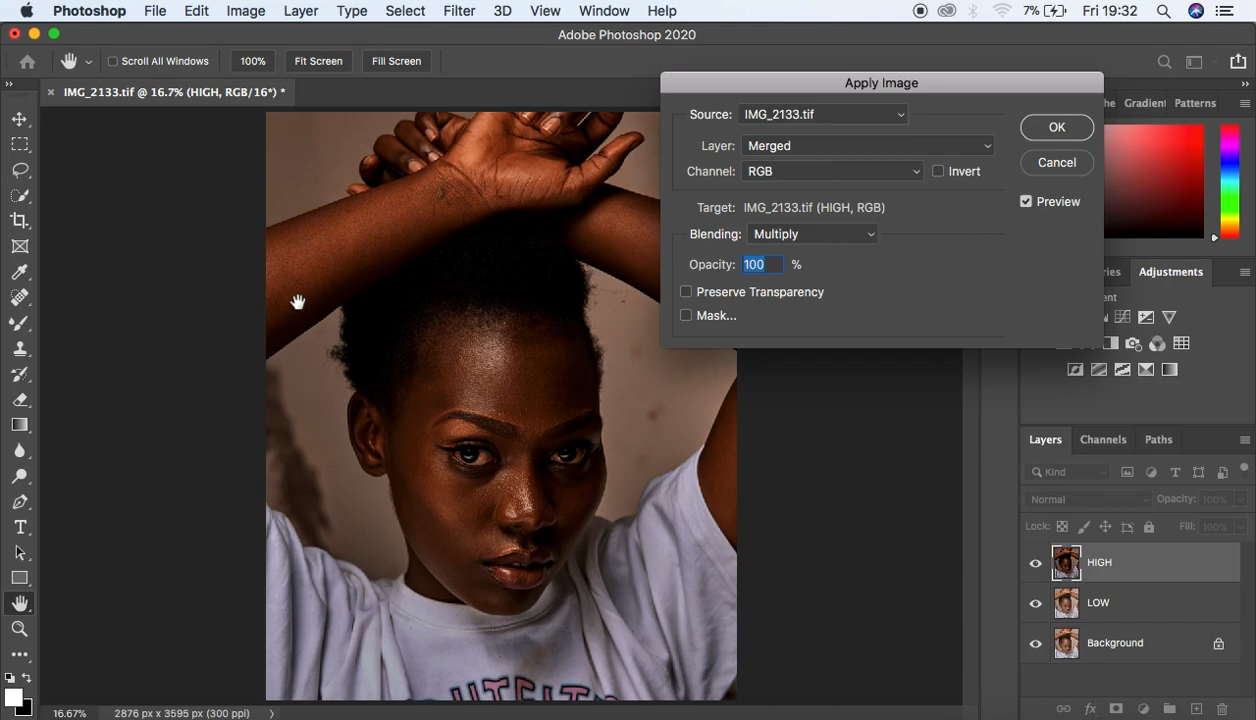 Photoshop File Edit Image Layer Type Select Filter 3D View Window Help 7% Fri 19:32
Adobe Photoshop 2020
Scroll All Windows 100% Fit Screen Fill Screen
× IMG_2133.tif @ 16.7% (HIGH, RGB/16*) *
Gradient Patterns
Apply Image
Source: IMG_2133.tif
Layer: Merged
Channel: RGB Invert
Target: IMG_2133.tif (HIGH, RGB)
Blending: Multiply
Opacity: 100 %
Preserve Transparency
Mask...
OK
Cancel
Preview
Adjustments
Layers Channels Paths
Kind
Normal Opacity: 100%
Lock: Fill: 100%
HIGH
LOW
Background
16.67% 2876 px x 3595 px (300 ppi)